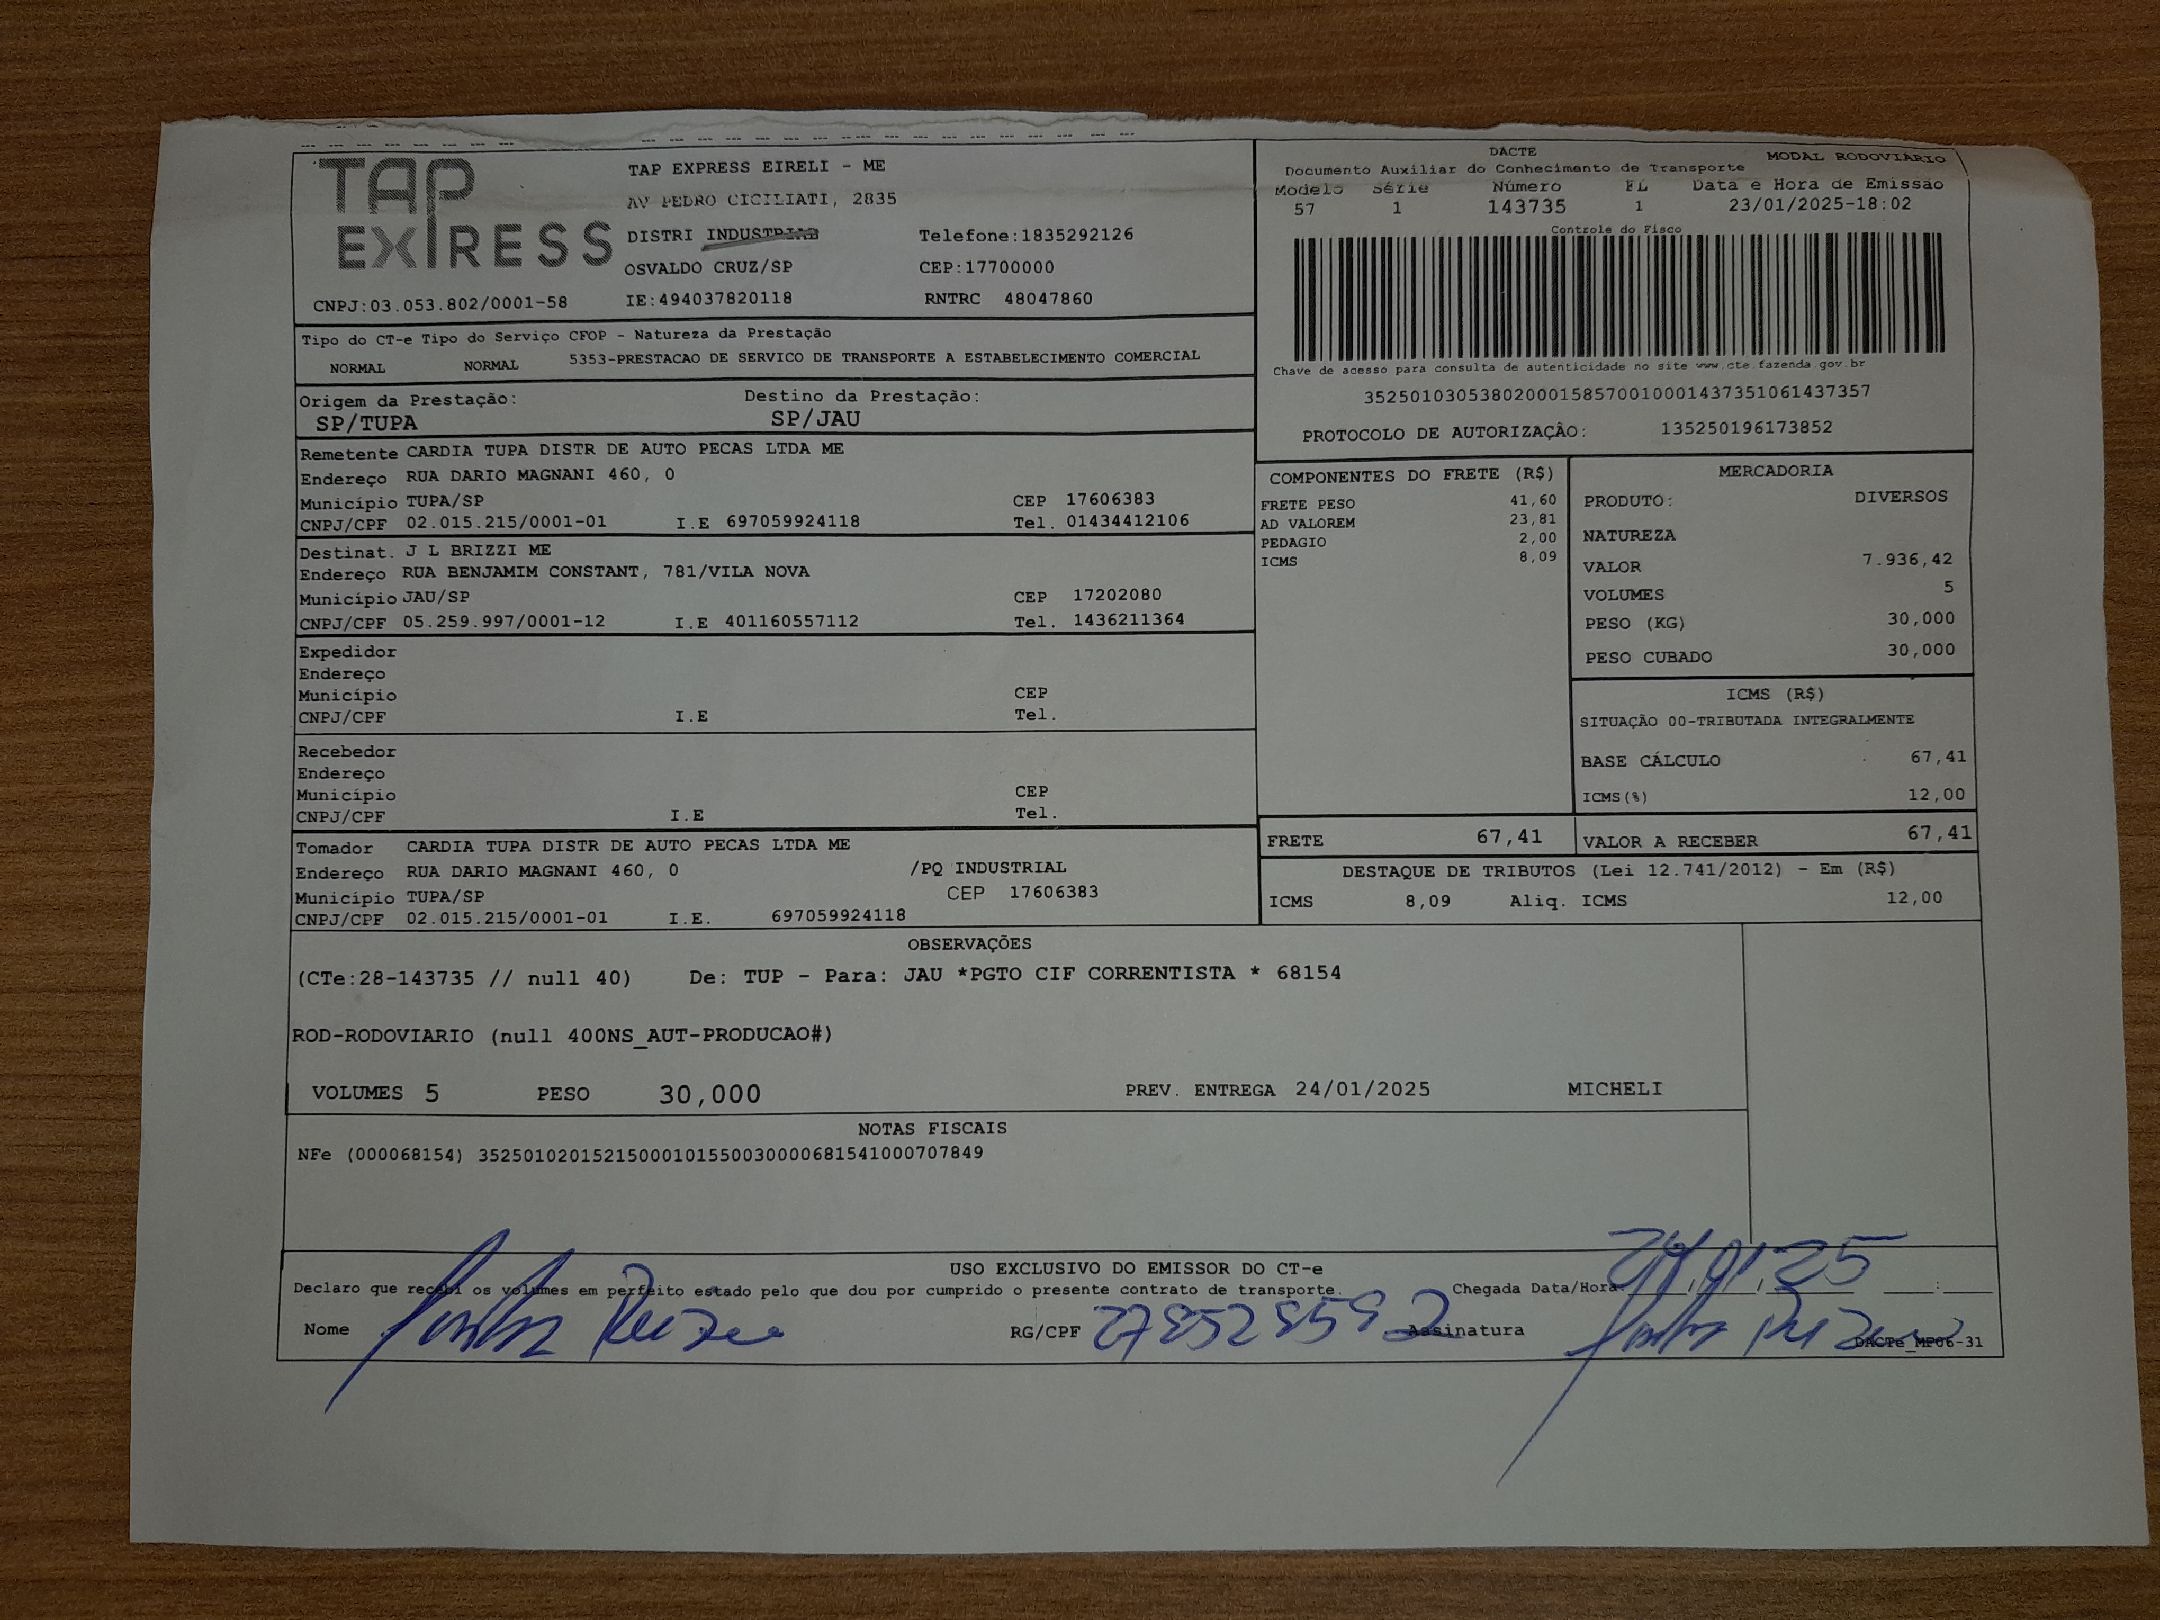 TAP
EXPRESS
CNPJ:03.053.802/0001-58
TAP EXPRESS EIRELI - ME
AV PEDRO CICILIATI, 2835
DISTRI INDUSTRIAL
OSVALDO CRUZ/SP
IE:494037820118
Telefone:1835292126
CEP:17700000
RNTRC 48047860
DACTE
Documento Auxiliar do Conhecimento de Transporte MODAL RODOVIARIO
Modelo Série Número FL Data e Hora de Emissao
57 1 143735 1 23/01/2025-18:02
Controle do Fisco
Chave de acesso para consulta de autenticidade no site www.cte.fazenda.gov.br
35250103053802000158570010001437351061437357
PROTOCOLO DE AUTORIZAÇÃO: 135250196173852
Tipo do CT-e Tipo do Serviço CFOP - Natureza da Prestação
NORMAL NORMAL 5353-PRESTACAO DE SERVICO DE TRANSPORTE A ESTABELECIMENTO COMERCIAL
Origem da Prestação: Destino da Prestação:
SP/TUPA SP/JAU
Remetente CARDIA TUPA DISTR DE AUTO PECAS LTDA ME
Endereço RUA DARIO MAGNANI 460, 0
Município TUPA/SP CEP 17606383
CNPJ/CPF 02.015.215/0001-01 I.E 697059924118 Tel. 01434412106
Destinat. J L BRIZZI ME
Endereço RUA BENJAMIM CONSTANT, 781/VILA NOVA
Município JAU/SP CEP 17202080
CNPJ/CPF 05.259.997/0001-12 I.E 401160557112 Tel. 1436211364
Expedidor
Endereço
Município CEP
CNPJ/CPF I.E Tel.
Recebedor
Endereço
Município CEP
CNPJ/CPF I.E Tel.
Tomador CARDIA TUPA DISTR DE AUTO PECAS LTDA ME
Endereço RUA DARIO MAGNANI 460, 0 /PQ INDUSTRIAL
Município TUPA/SP CEP 17606383
CNPJ/CPF 02.015.215/0001-01 I.E. 697059924118
COMPONENTES DO FRETE (R$)
FRETE PESO 41,60
AD VALOREM 23,81
PEDAGIO 2,00
ICMS 8,09
MERCADORIA
PRODUTO: DIVERSOS
NATUREZA
VALOR 7.936,42
VOLUMES 5
PESO (KG) 30,000
PESO CUBADO 30,000
ICMS (R$)
SITUAÇÃO 00-TRIBUTADA INTEGRALMENTE
BASE CÁLCULO 67,41
ICMS(%) 12,00
FRETE 67,41 VALOR A RECEBER 67,41
DESTAQUE DE TRIBUTOS (Lei 12.741/2012) - Em (R$)
ICMS 8,09 Aliq. ICMS 12,00
OBSERVAÇÕES
(CTe:28-143735 // null 40) De: TUP - Para: JAU *PGTO CIF CORRENTISTA * 68154
ROD-RODOVIARIO (null 400NS_AUT-PRODUCAO#)
VOLUMES 5 PESO 30,000 PREV. ENTREGA 24/01/2025 MICHELI
NOTAS FISCAIS
NFe (000068154) 35250102015215000101550030000681541000707849
USO EXCLUSIVO DO EMISSOR DO CT-e
Declaro que recebi os volumes em perfeito estado pelo que dou por cumprido o presente contrato de transporte. Chegada Data/Hora 24,01,25 :
Nome RG/CPF Assinatura
DACTe_MP06-31